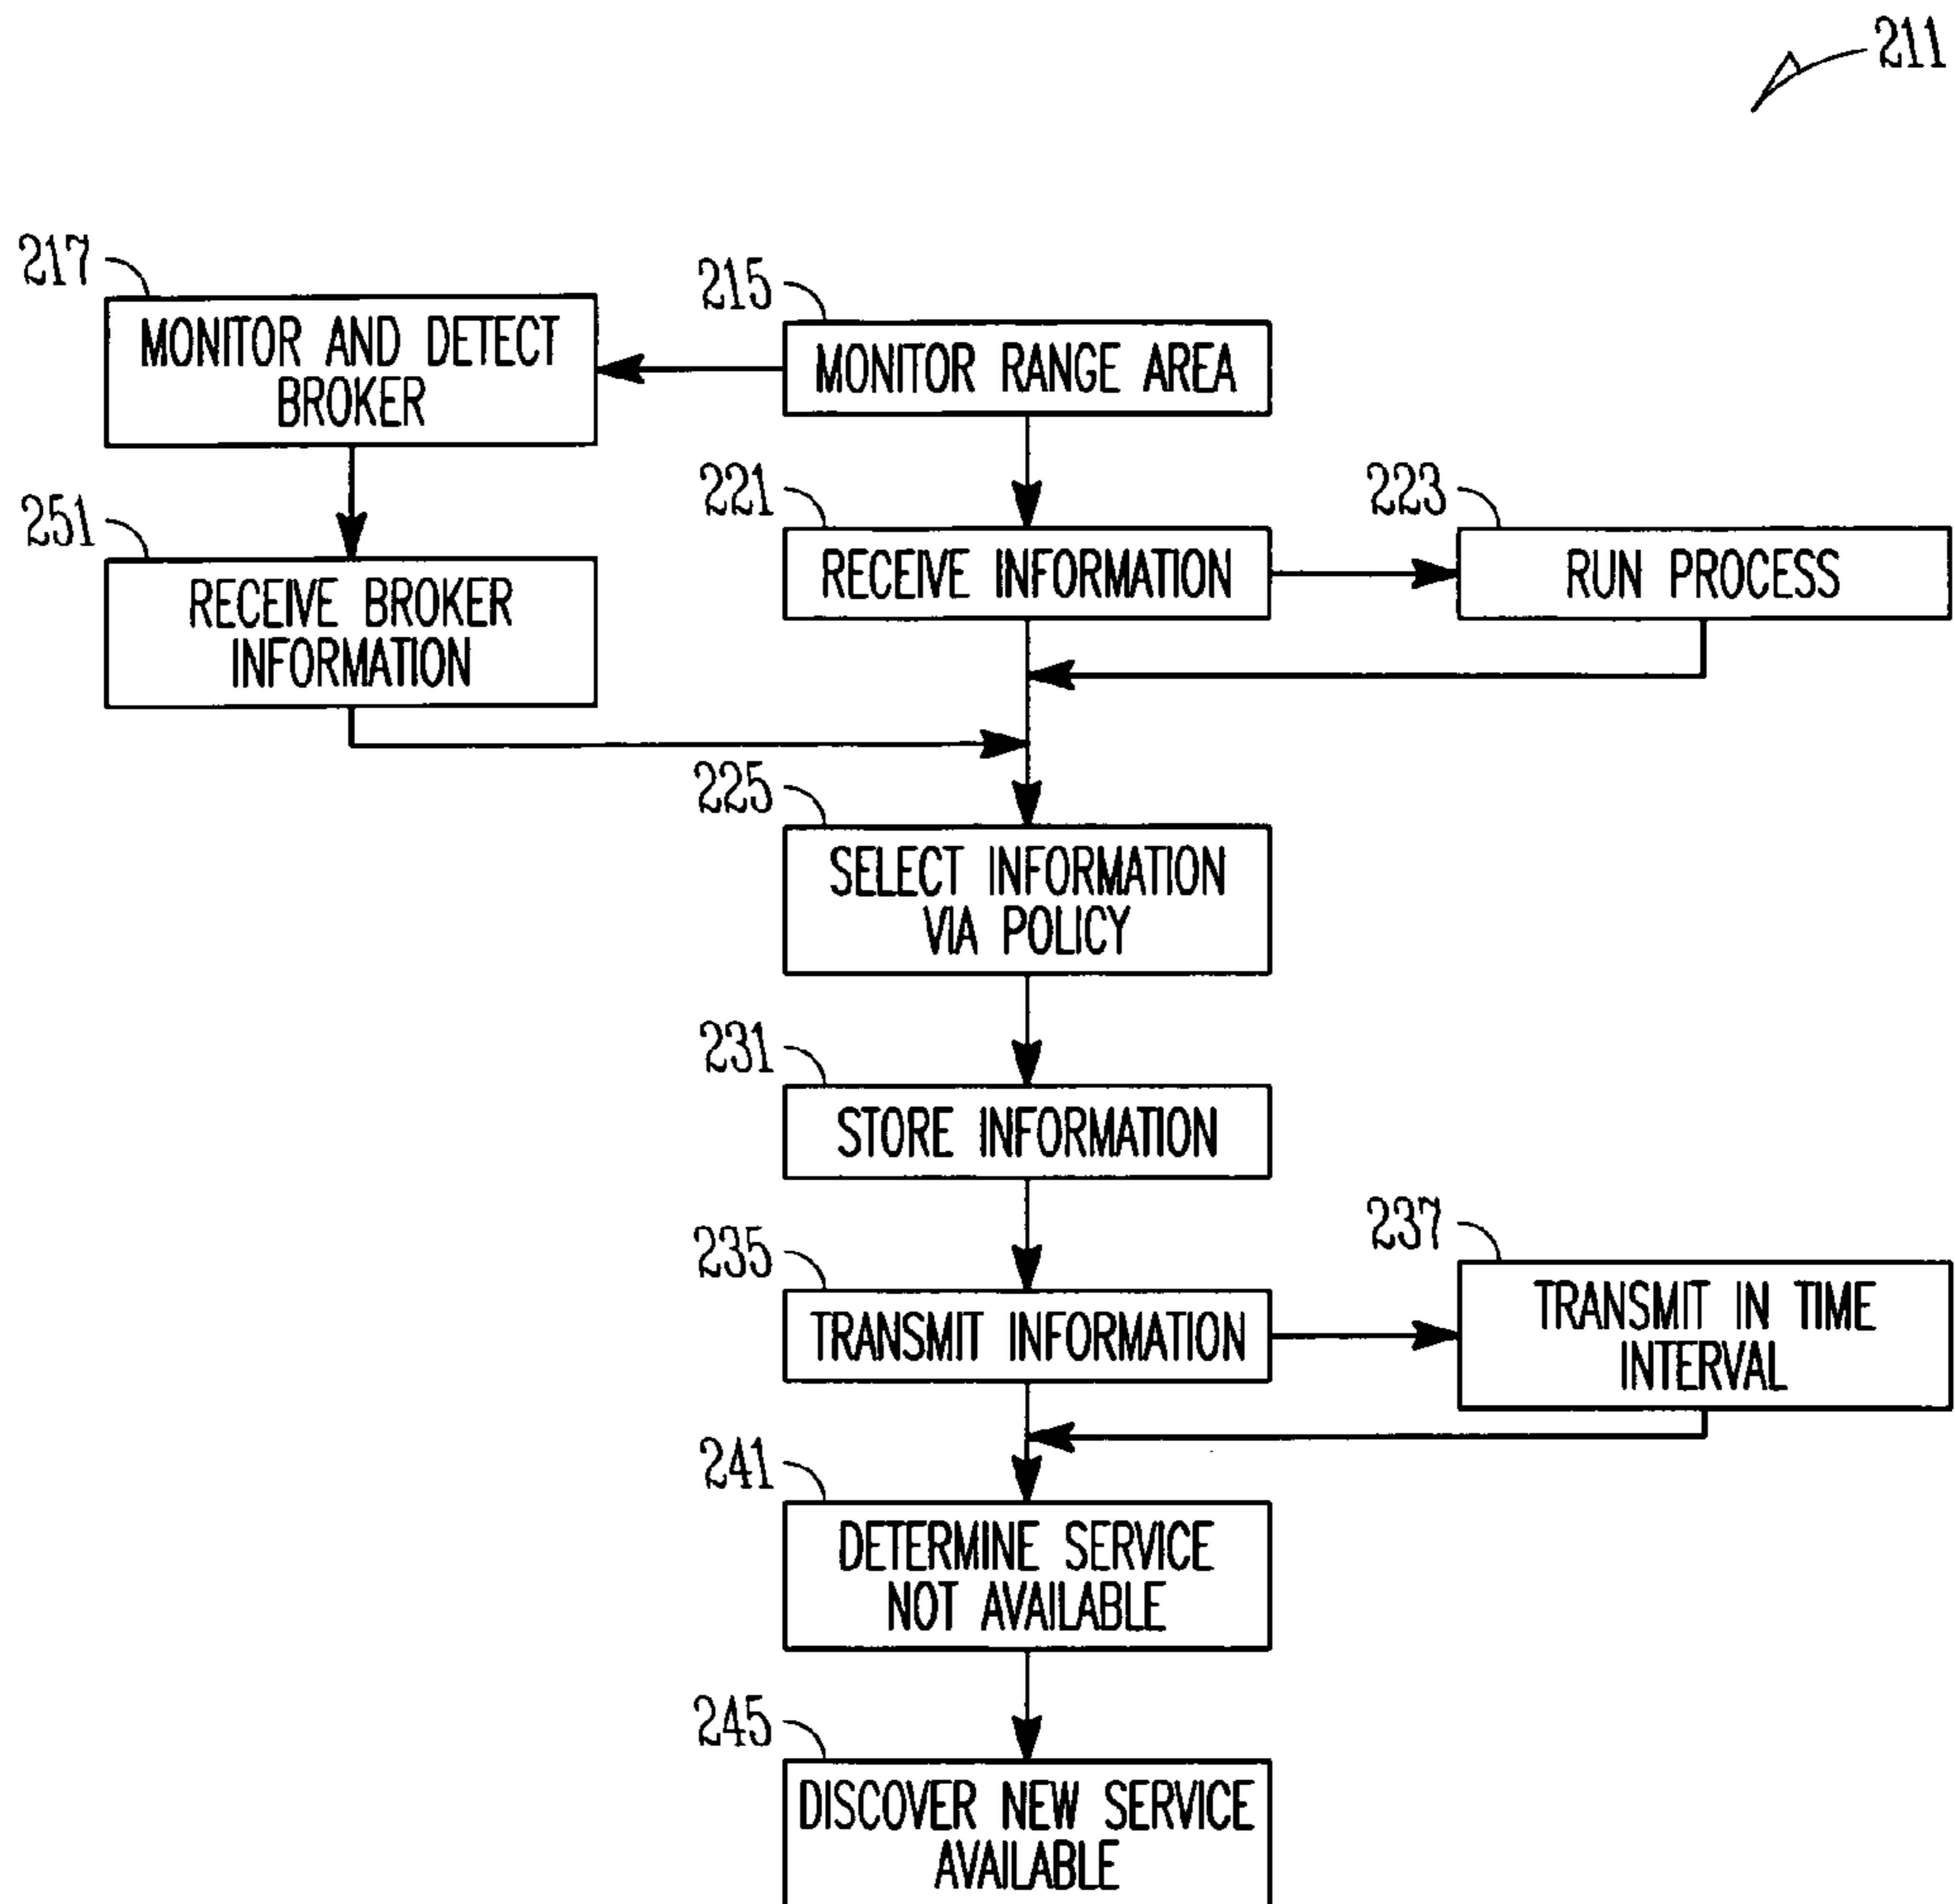 211
217
MONITOR AND DETECT
BROKER
215
MONITOR RANGE AREA
251
RECEIVE BROKER
INFORMATION
221
RECEIVE INFORMATION
223
RUN PROCESS
225
SELECT INFORMATION
VIA POLICY
231
STORE INFORMATION
235
TRANSMIT INFORMATION
237
TRANSMIT IN TIME
INTERVAL
241
DETERMINE SERVICE
NOT AVAILABLE
245
DISCOVER NEW SERVICE
AVAILABLE